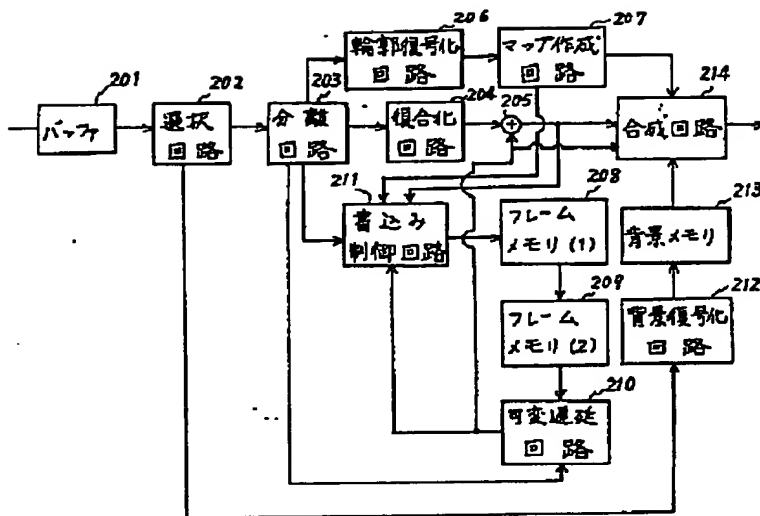 201
バッファ
202
選択
回路
203
分離
回路
206
輪郭復号化
回路
207
マップ作成
回路
204
復合化
回路
205
+
214
合成回路
211
書込み
制御回路
208
フレーム
メモリ(1)
209
フレーム
メモリ(2)
210
可変遅延
回路
213
背景メモリ
212
背景復号化
回路